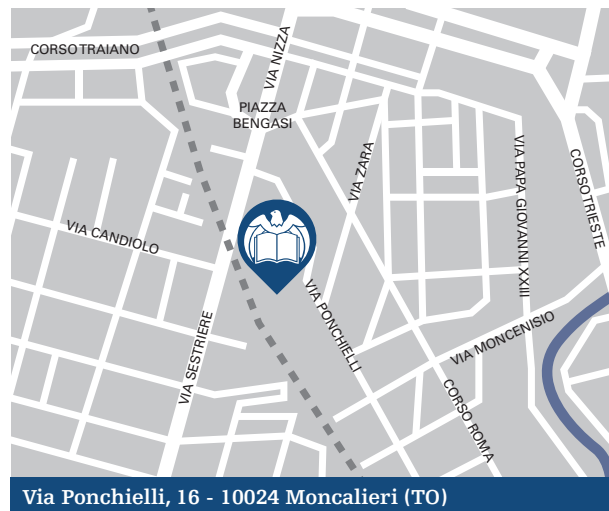 CORSO TRAIANO
VIA NIZZA
PIAZZA
BENGASI
VIA ZARA
VIA PAPA GIOVANNI XXIII
CORSO TRIESTE
VIA CANDIOLO
VIA PONCHIELLI
VIA SESTRIERE
VIA MONCENISIO
CORSO ROMA
Via Ponchielli, 16 - 10024 Moncalieri (TO)